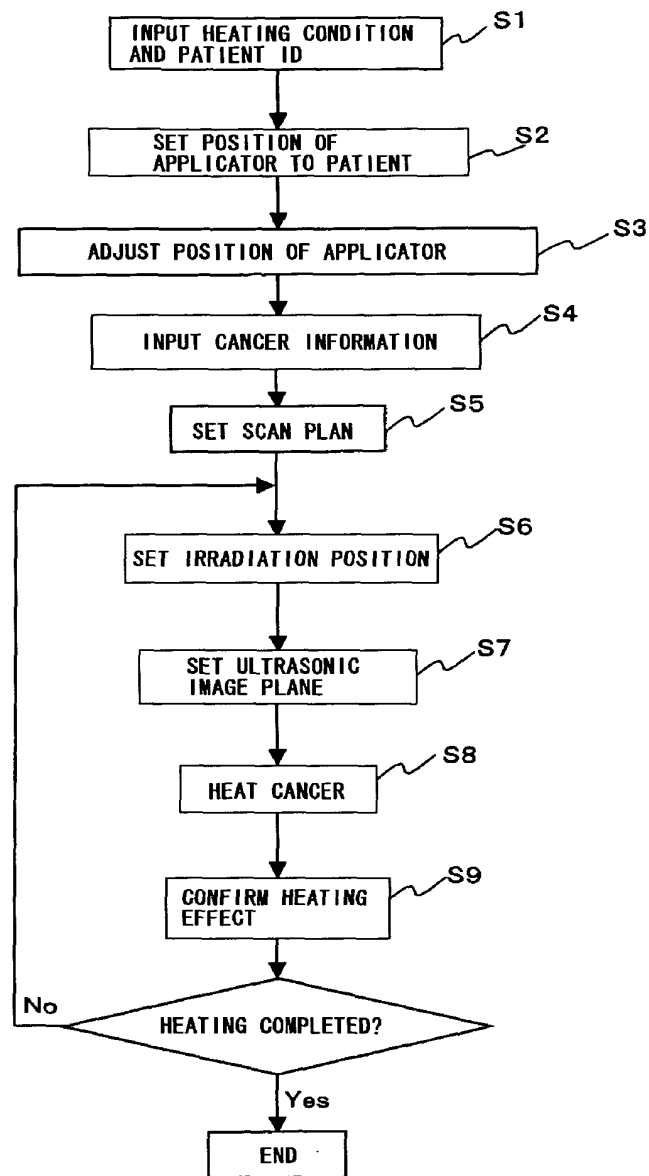 INPUT HEATING CONDITION
AND PATIENT ID
S1
SET POSITION OF
APPLICATOR TO PATIENT
S2
ADJUST POSITION OF APPLICATOR
S3
INPUT CANCER INFORMATION
S4
SET SCAN PLAN
S5
SET IRRADIATION POSITION
S6
SET ULTRASONIC
IMAGE PLANE
S7
HEAT CANCER
S8
CONFIRM HEATING
EFFECT
S9
HEATING COMPLETED?
No
Yes
END